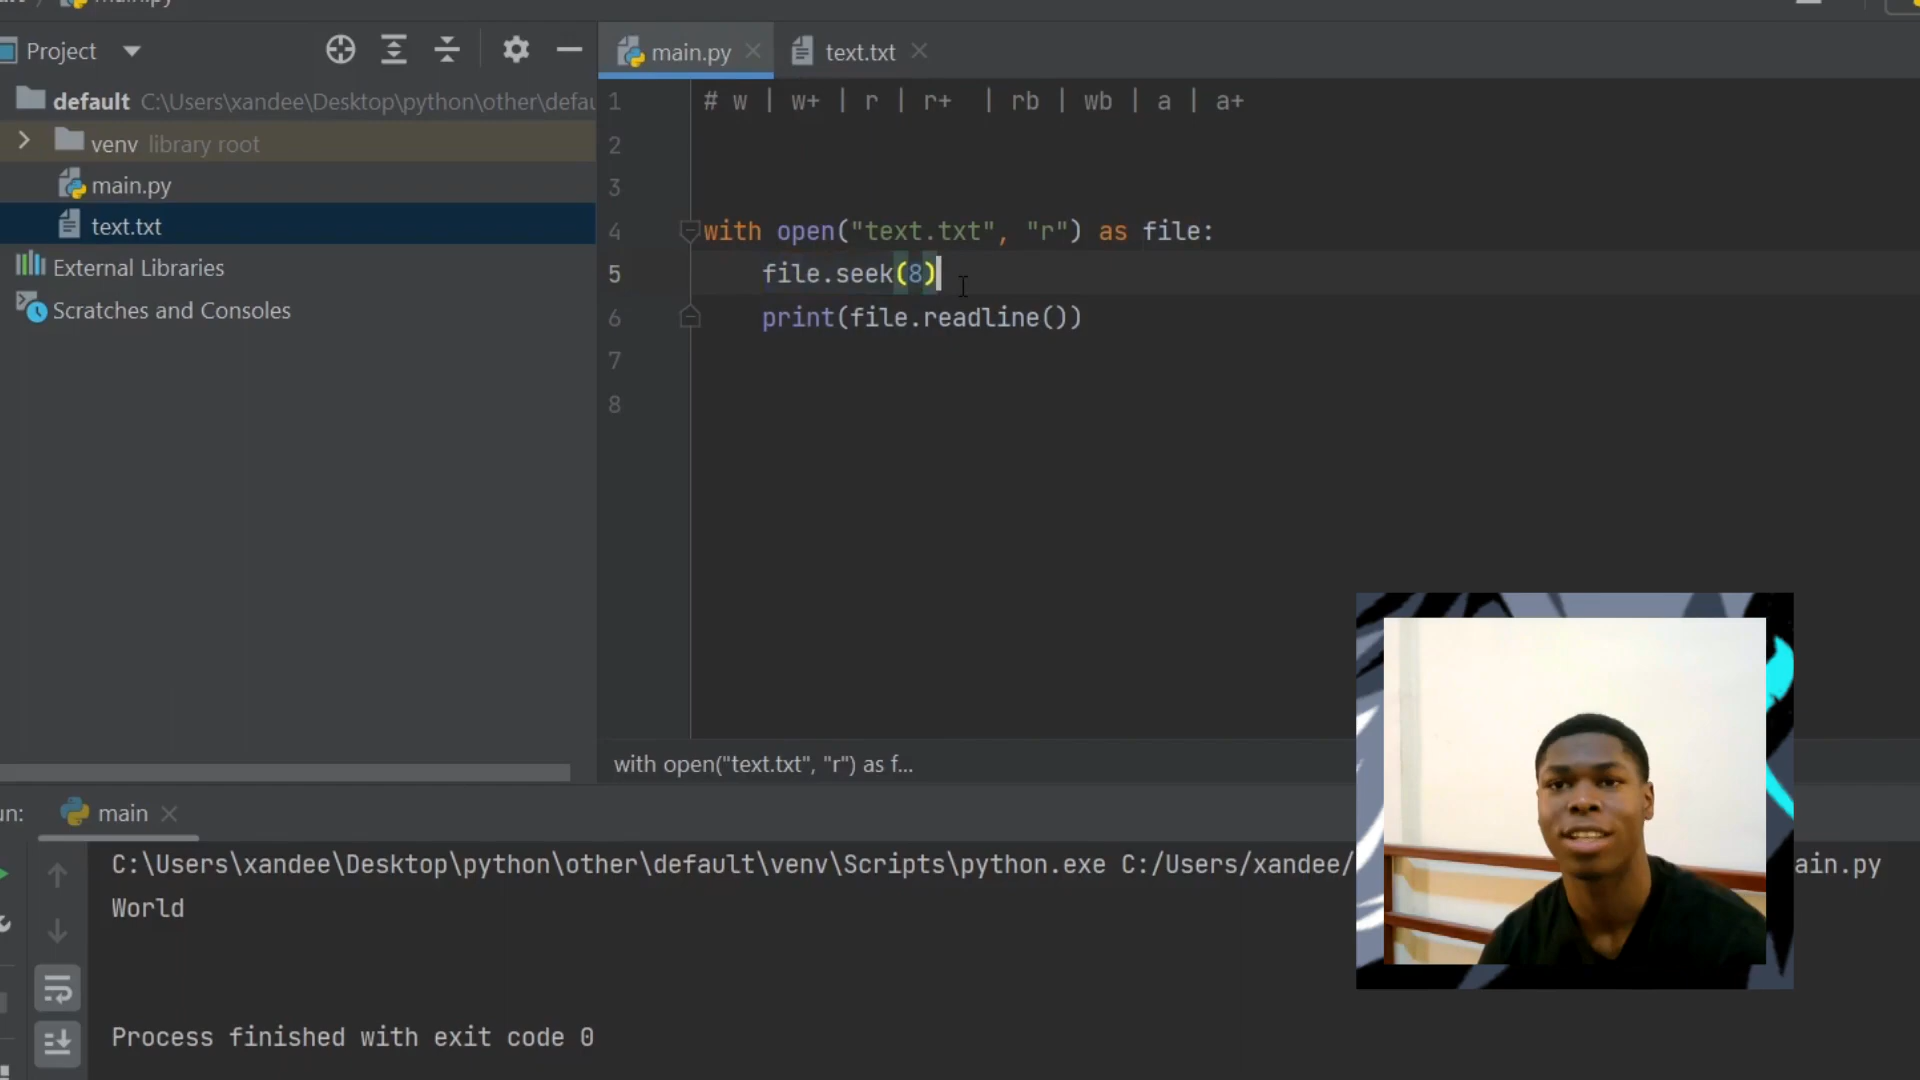 main.py
Project
main.py
text.txt
default C:\Users\xandee\Desktop\python\other\defau
venv library root
main.py
text.txt
External Libraries
Scratches and Consoles
1 # w | w+ | r | r+ | rb | wb | a | a+
2
3
4 with open("text.txt", "r") as file:
5 file.seek(8)
6 print(file.readline())
7
8
with open("text.txt", "r") as f...
un:
main
C:\Users\xandee\Desktop\python\other\default\venv\Scripts\python.exe C:/Users/xandee/
ain.py
World
Process finished with exit code 0